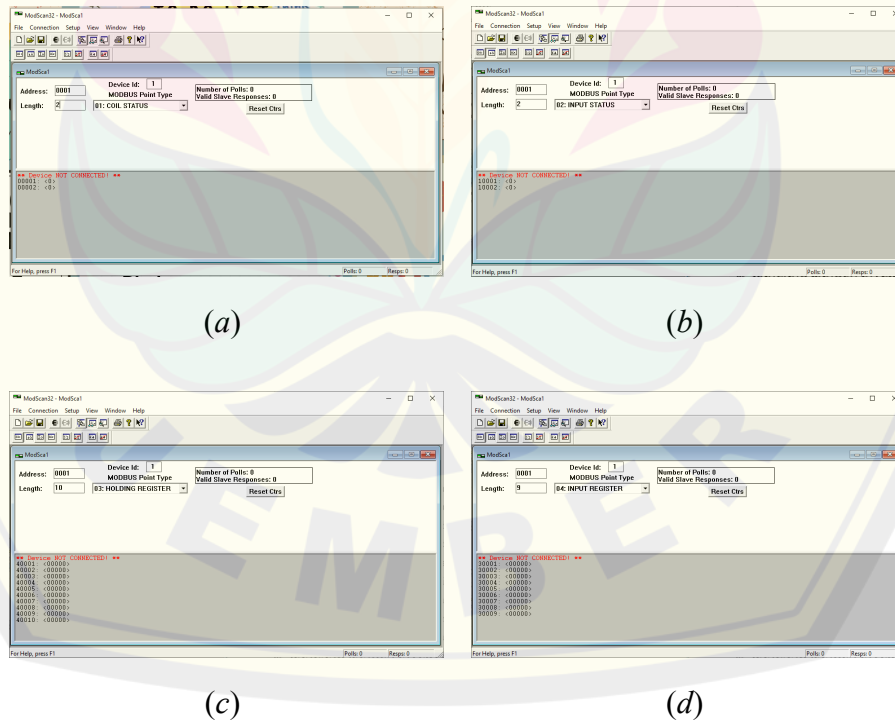 TO DO LIST
ModScan32 - ModSca1
File Connection Setup View Window Help
ModSca1
Address: 0001
Device Id: 1
MODBUS Point Type
Length: 2
01: COIL STATUS
Number of Polls: 0
Valid Slave Responses: 0
Reset Ctrs
** Device NOT CONNECTED! **
00001: <0>
00002: <0>
For Help, press F1
Polls: 0
Resps: 0
(a)
ModScan32 - ModSca1
File Connection Setup View Window Help
ModSca1
Address: 0001
Device Id: 1
MODBUS Point Type
Length: 2
02: INPUT STATUS
Number of Polls: 0
Valid Slave Responses: 0
Reset Ctrs
** Device NOT CONNECTED! **
10001: <0>
10002: <0>
For Help, press F1
Polls: 0
Resps: 0
(b)
ModScan32 - ModSca1
File Connection Setup View Window Help
ModSca1
Address: 0001
Device Id: 1
MODBUS Point Type
Length: 10
03: HOLDING REGISTER
Number of Polls: 0
Valid Slave Responses: 0
Reset Ctrs
** Device NOT CONNECTED! **
40001: <00000>
40002: <00000>
40003: <00000>
40004: <00000>
40005: <00000>
40006: <00000>
40007: <00000>
40008: <00000>
40009: <00000>
40010: <00000>
For Help, press F1
Polls: 0
Resps: 0
(c)
ModScan32 - ModSca1
File Connection Setup View Window Help
ModSca1
Address: 0001
Device Id: 1
MODBUS Point Type
Length: 9
04: INPUT REGISTER
Number of Polls: 0
Valid Slave Responses: 0
Reset Ctrs
** Device NOT CONNECTED! **
30001: <00000>
30002: <00000>
30003: <00000>
30004: <00000>
30005: <00000>
30006: <00000>
30007: <00000>
30008: <00000>
30009: <00000>
For Help, press F1
Polls: 0
Resps: 0
(d)
EMBER